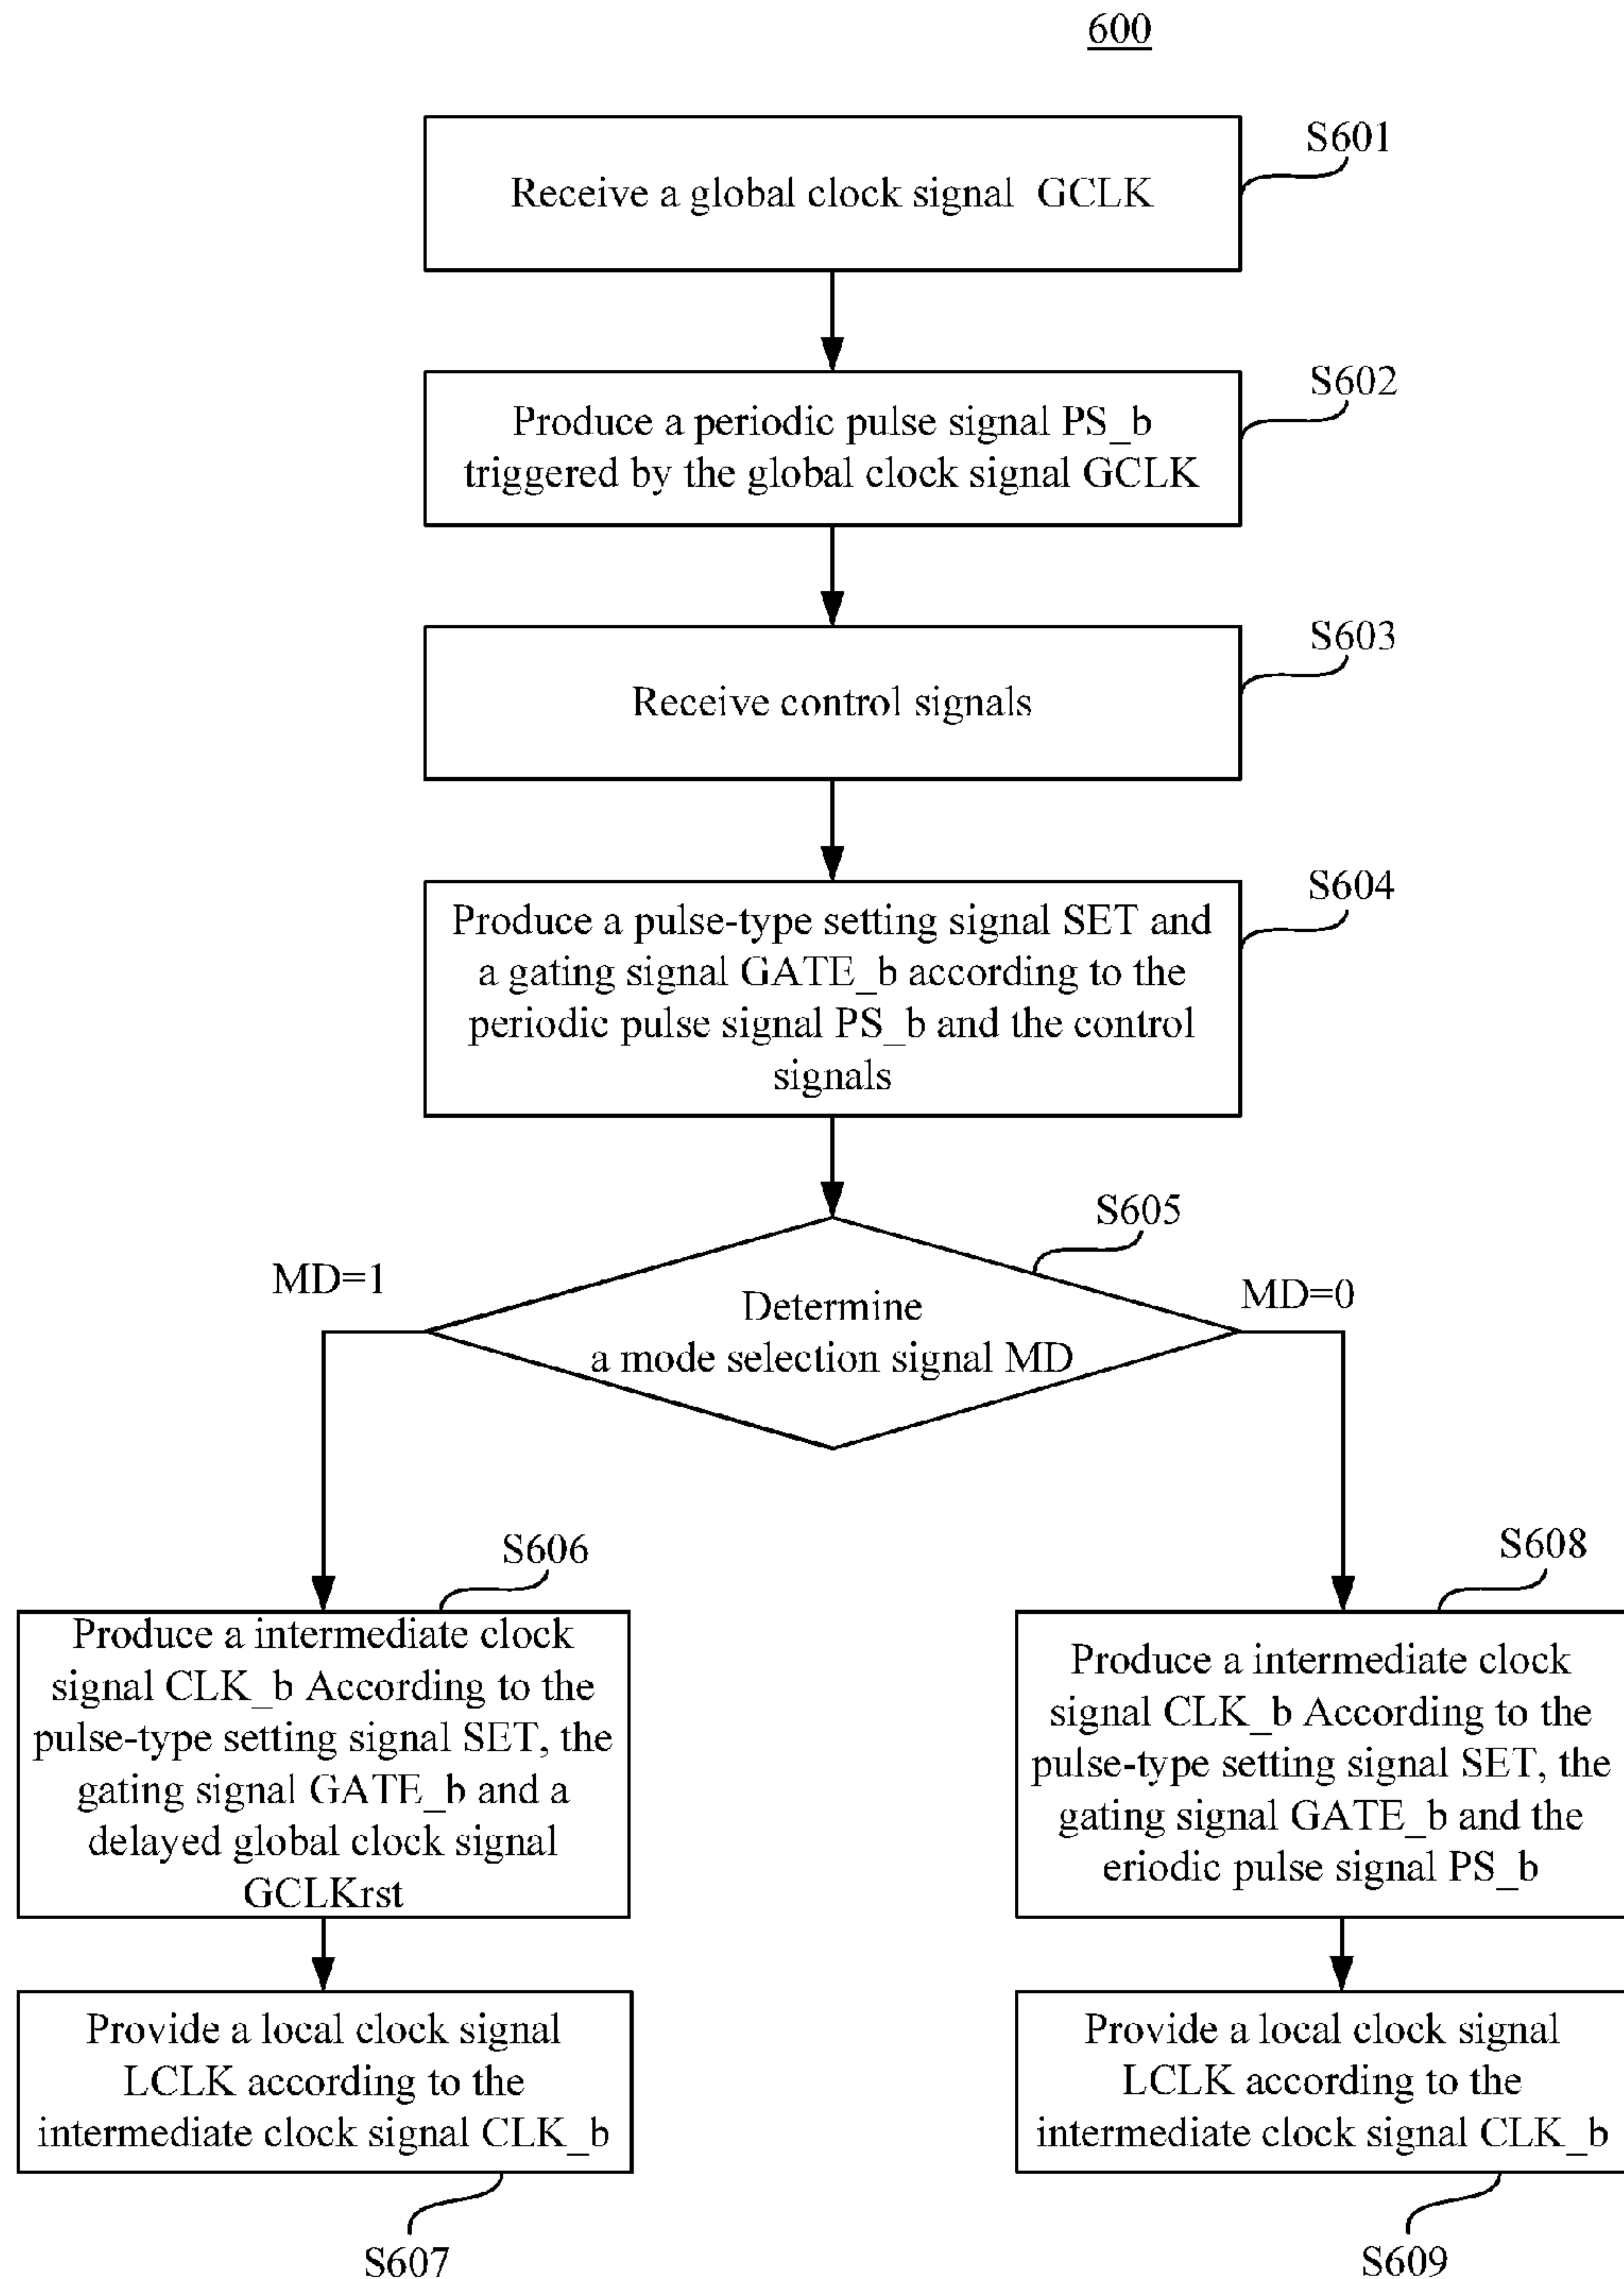 600
S601
Receive a global clock signal GCLK
S602
Produce a periodic pulse signal PS_b
triggered by the global clock signal GCLK
S603
Receive control signals
S604
Produce a pulse-type setting signal SET and
a gating signal GATE_b according to the
periodic pulse signal PS_b and the control
signals
S605
MD=1
MD=0
Determine
a mode selection signal MD
S606
Produce a intermediate clock
signal CLK_b According to the
pulse-type setting signal SET, the
gating signal GATE_b and a
delayed global clock signal
GCLKrst
S608
Produce a intermediate clock
signal CLK_b According to the
pulse-type setting signal SET, the
gating signal GATE_b and the
eriodic pulse signal PS_b
Provide a local clock signal
LCLK according to the
intermediate clock signal CLK_b
S607
Provide a local clock signal
LCLK according to the
intermediate clock signal CLK_b
S609